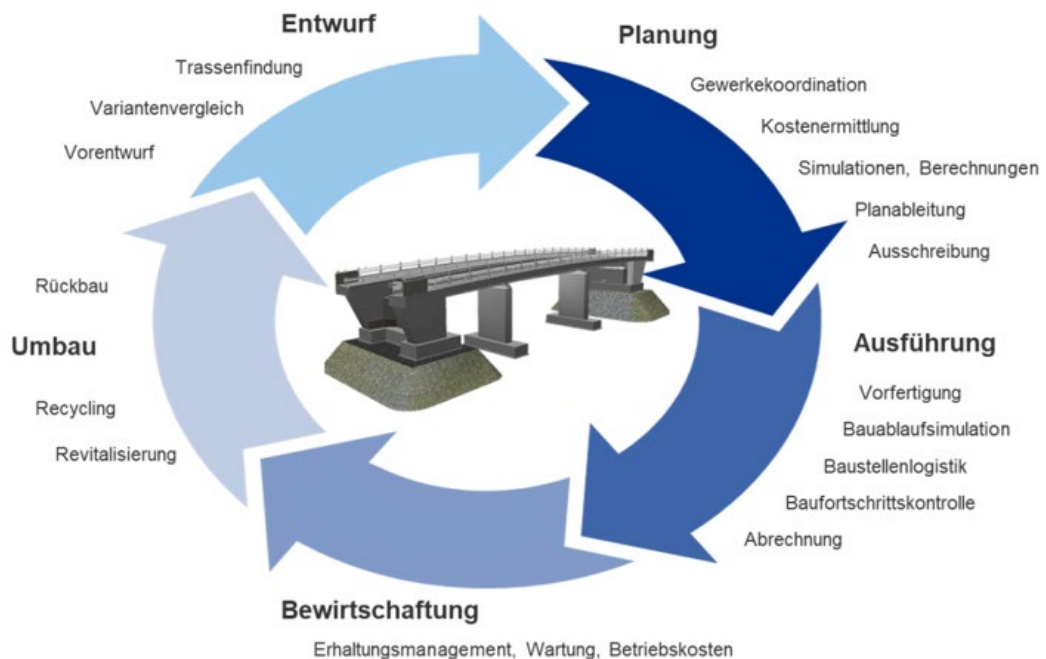 Entwurf
Trassenfindung
Variantenvergleich
Vorentwurf
Planung
Gewerkekoordination
Kostenermittlung
Simulationen, Berechnungen
Planableitung
Ausschreibung
Ausführung
Vorfertigung
Bauablaufsimulation
Baustellenlogistik
Baufortschrittskontrolle
Abrechnung
Bewirtschaftung
Erhaltungsmanagement, Wartung, Betriebskosten
Rückbau
Umbau
Recycling
Revitalisierung